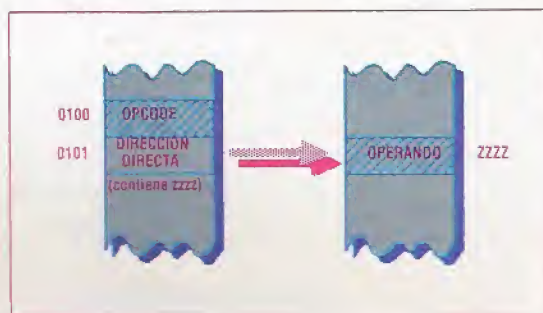 0100 OPCODE
0101 DIRECCION DIRECTA
(contiene zzzz)
OPERANDO ZZZZ